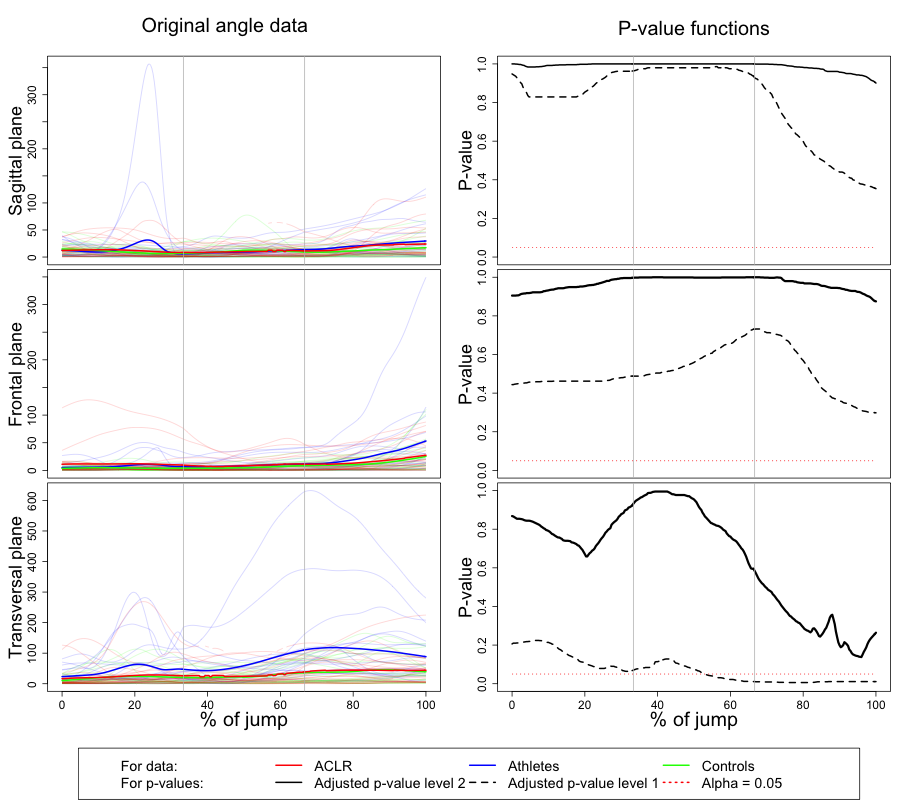 Original angle data
P-value functions
Sagittal plane
0 50 100 200 300
P-value
0.0 0.2 0.4 0.6 0.8 1.0
Frontal plane
0 50 100 200 300
P-value
0.0 0.2 0.4 0.6 0.8 1.0
Transversal plane
0 100 200 300 400 500 600
P-value
0.0 0.2 0.4 0.6 0.8 1.0
0 20 40 60 80 100
% of jump
0 20 40 60 80 100
% of jump
For data: ACLR Athletes Controls
For p-values: Adjusted p-value level 2 Adjusted p-value level 1 Alpha = 0.05